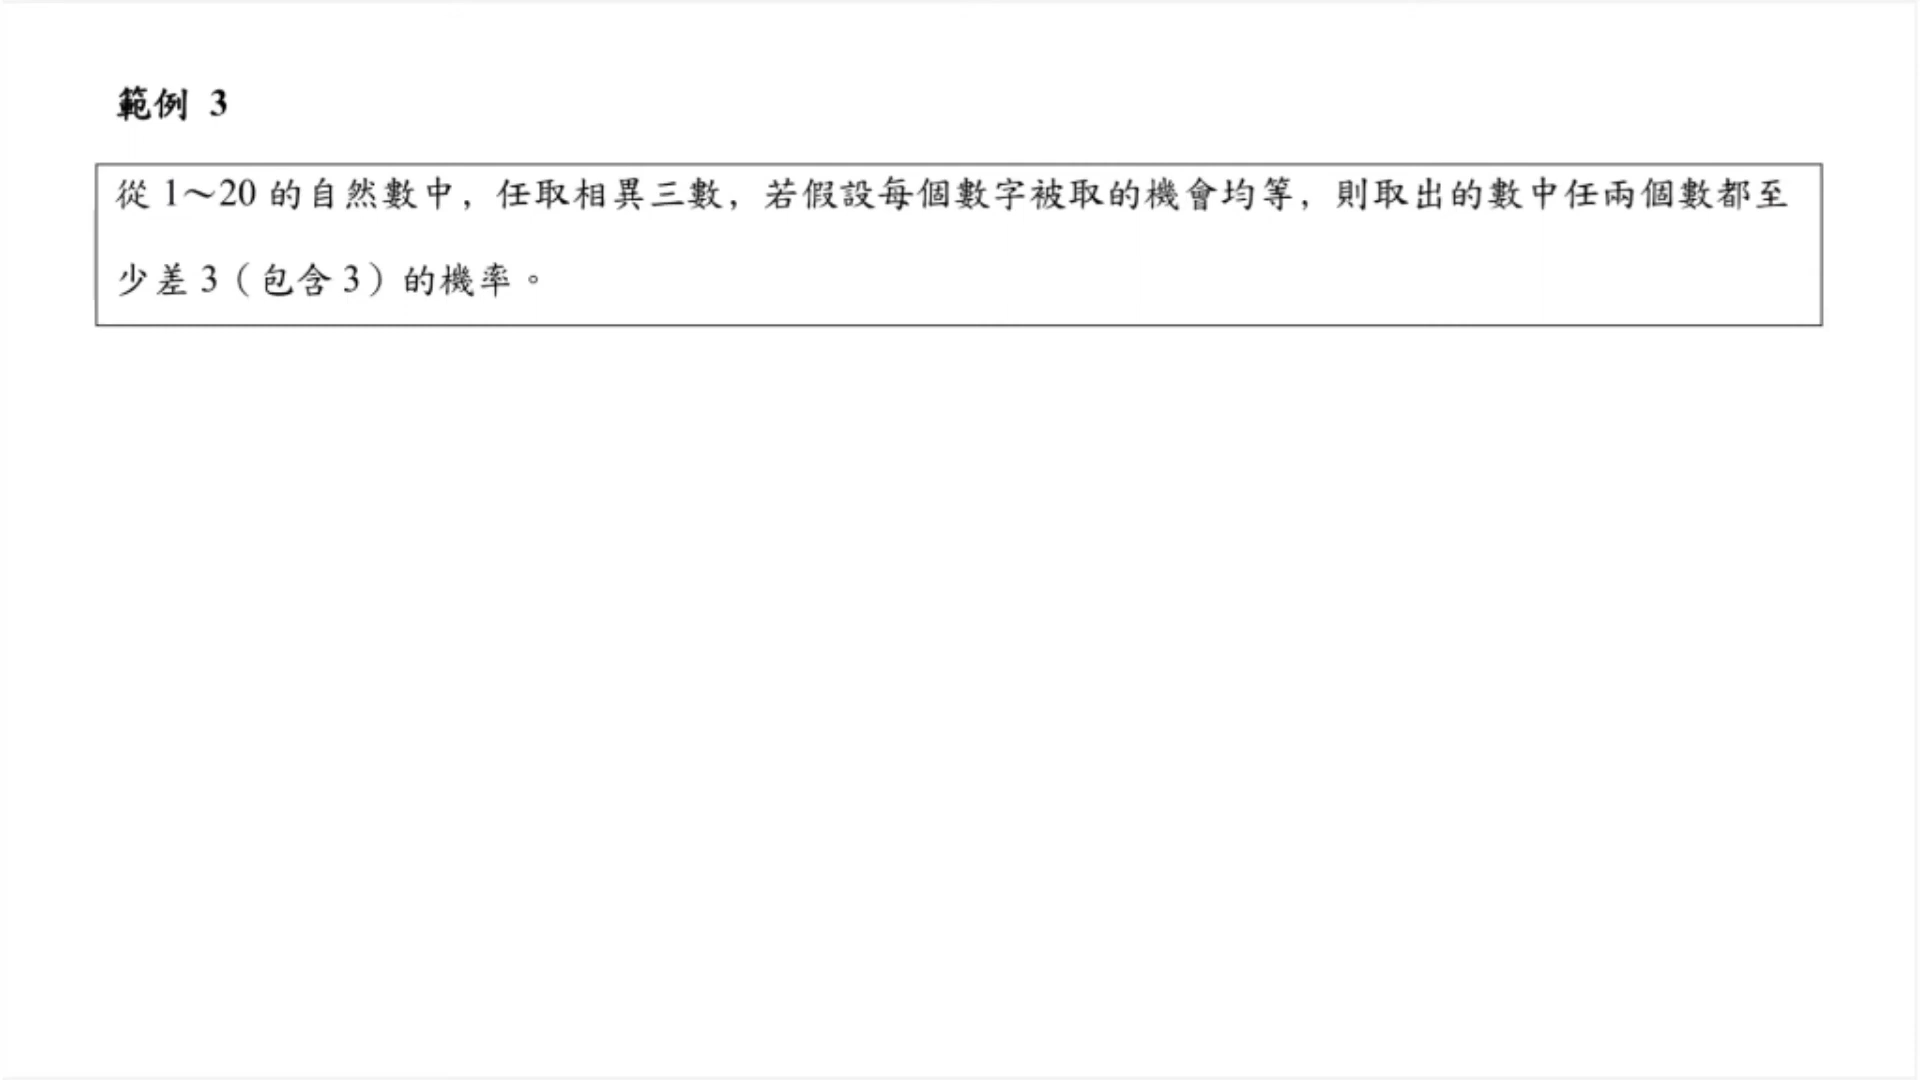 範例 3
從 1～20 的自然數中，任取相異三數，若假設每個數字被取的機會均等，則取出的數中任兩個數都至
少差 3（包含 3）的機率。